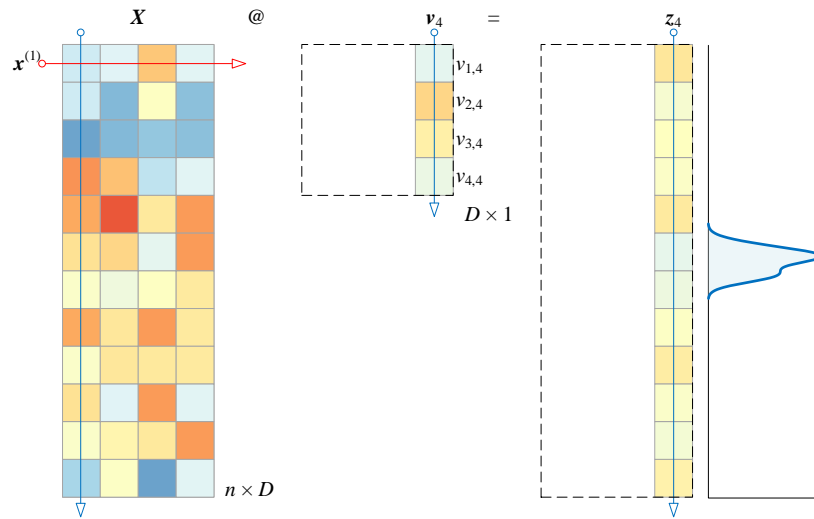 X @ v₄ = z₄
x⁽¹⁾
v₁,₄
v₂,₄
v₃,₄
v₄,₄
D × 1
n × D